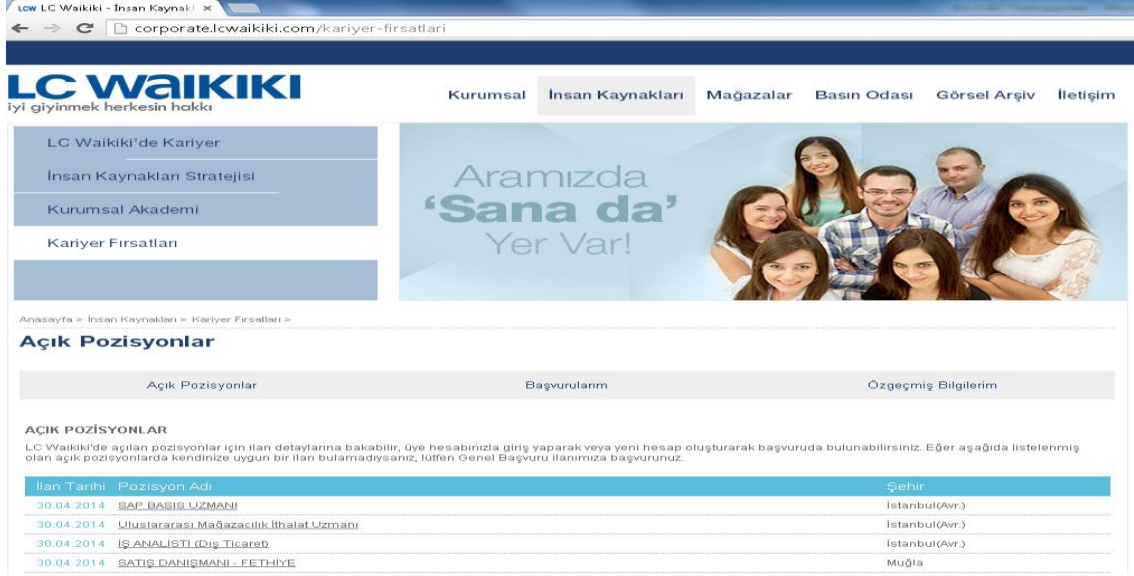 LCW LC Waikiki - İnsan Kaynakl
corporate.lcwaikiki.com/kariyer-firsatlari
LC WAIKIKI
iyi giyinmek herkesin hakkı
Kurumsal İnsan Kaynakları Mağazalar Basın Odası Görsel Arşiv İletişim
LC Waikiki'de Kariyer
İnsan Kaynakları Stratejisi
Kurumsal Akademi
Kariyer Fırsatları
Aramızda
‘Sana da’
Yer Var!
Anasayfa » İnsan Kaynakları » Kariyer Fırsatları »
Açık Pozisyonlar
Açık Pozisyonlar Başvurularım Özgeçmiş Bilgilerim
AÇIK POZİSYONLAR
LC Waikiki'de açılan pozisyonlar için ilan detaylarına bakabilir, üye hesabınızla giriş yaparak veya yeni hesap oluşturarak başvuruda bulunabilirsiniz. Eğer aşağıda listelenmiş
olan açık pozisyonlarda kendinize uygun bir ilan bulamadıysanız, lütfen Genel Başvuru ilanımıza başvurunuz.
İlan Tarihi Pozisyon Adı Şehir
30.04.2014 SAP BASIS UZMANI İstanbul(Avr.)
30.04.2014 Uluslararası Mağazacılık İthalat Uzmanı İstanbul(Avr.)
30.04.2014 İŞ ANALİSTİ (Dış Ticaret) İstanbul(Avr.)
30.04.2014 SATIŞ DANIŞMANI - FETHİYE Muğla